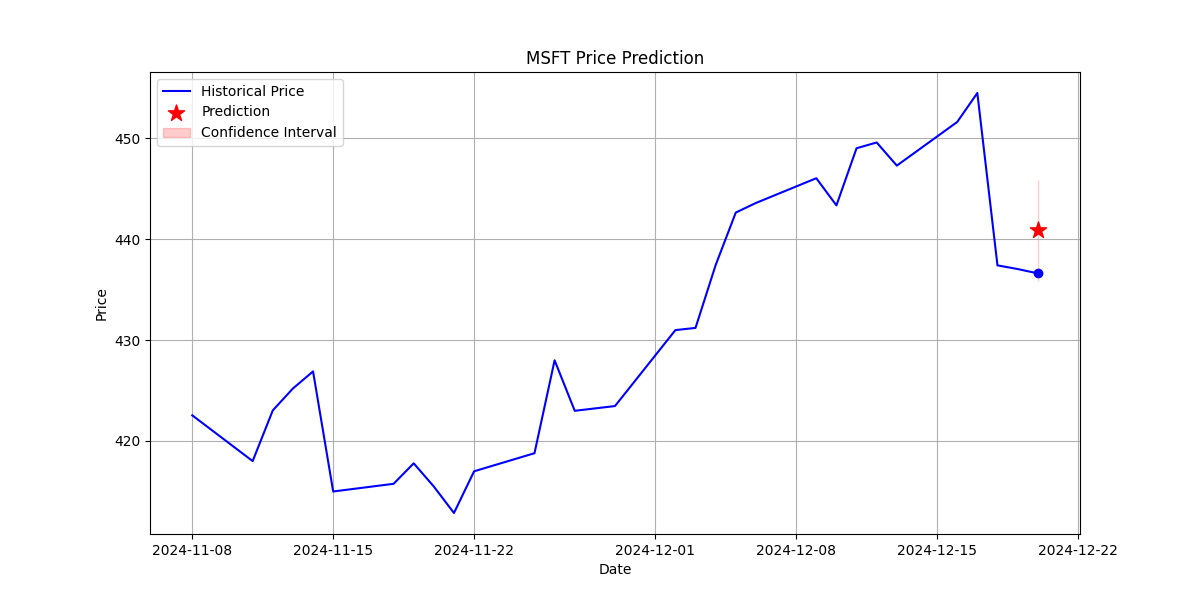 MSFT Price Prediction
Historical Price
Prediction
Confidence Interval
450
440
430
420
Price
2024-11-08 2024-11-15 2024-11-22 2024-12-01 2024-12-08 2024-12-15 2024-12-22
Date